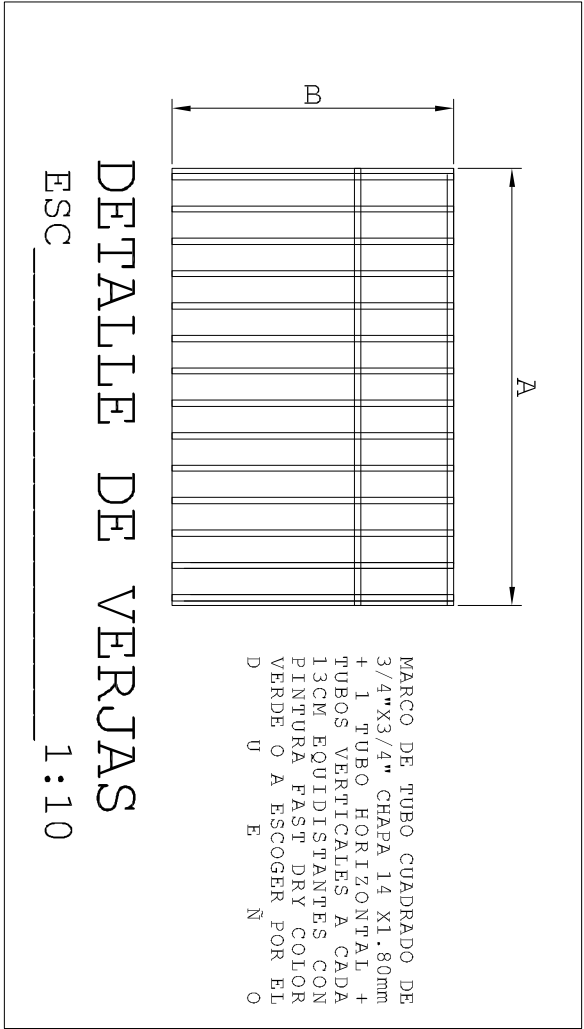 B
A
MARCO DE TUBO CUADRADO DE
3/4"X3/4" CHAPA 14 X1.80mm
+ 1 TUBO HORIZONTAL +
TUBOS VERTICALES A CADA
13CM EQUIDISTANTES CON
PINTURA FAST DRY COLOR
VERDE O A ESCOGER POR EL
D U E Ñ O
DETALLE DE VERJAS
ESC 1:10